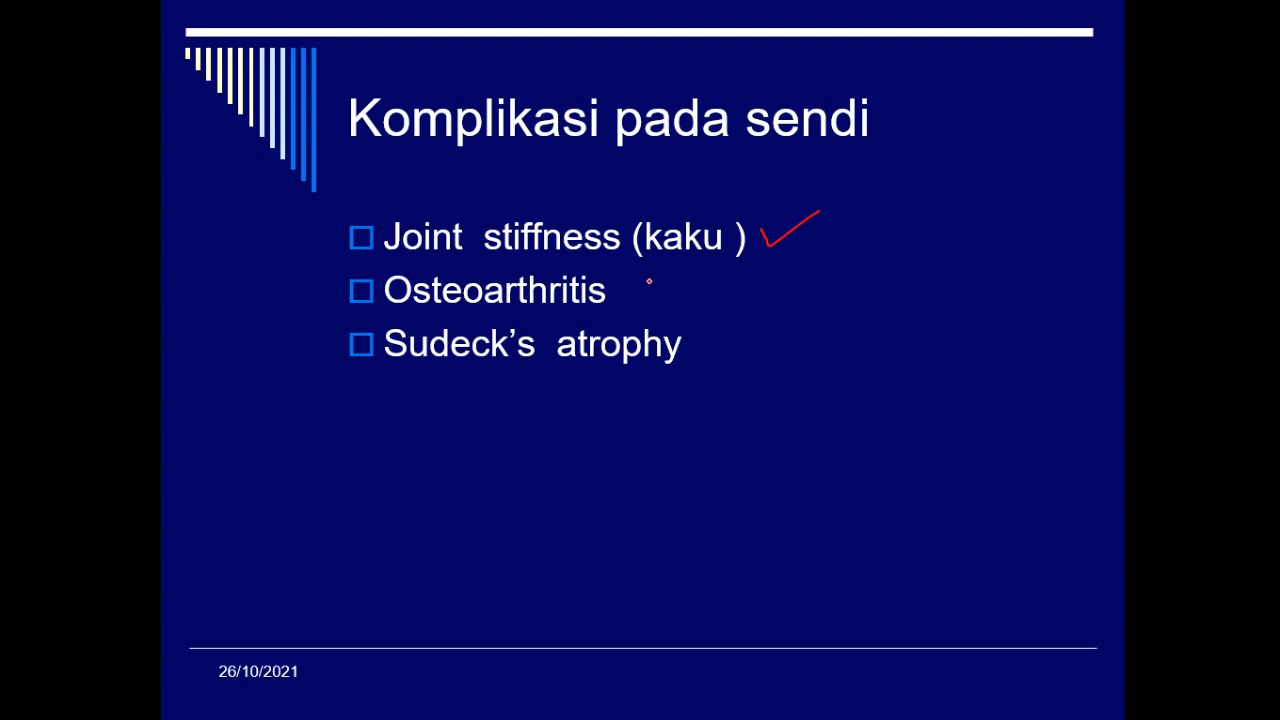 Komplikasi pada sendi
Joint stiffness (kaku )
Osteoarthritis
Sudeck’s atrophy
26/10/2021